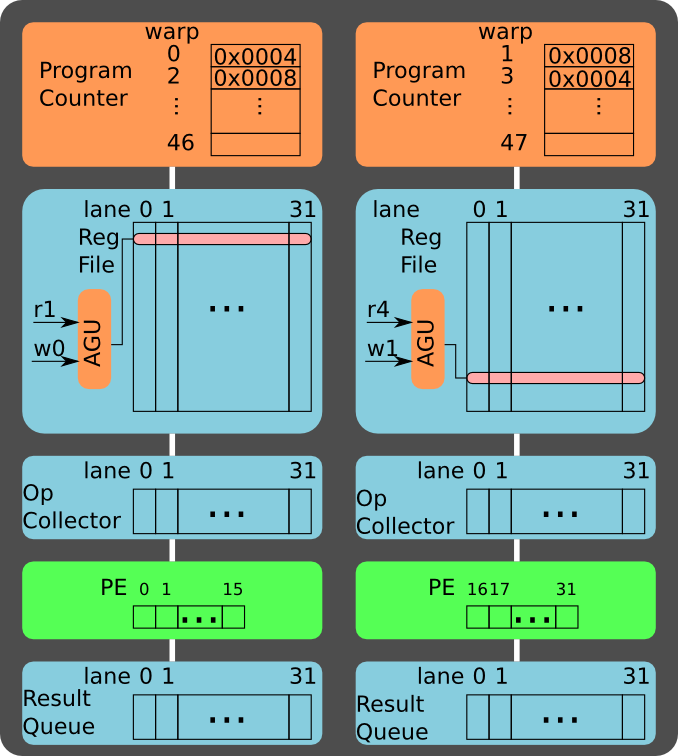 warp
0 0x0004
Program 2 0x0008
Counter ⋮ ⋮
46
warp
1 0x0008
Program 3 0x0004
Counter ⋮ ⋮
47
lane 0 1 31
Reg
File
r1
w0
AGU
...
lane 0 1 31
Reg
File
r4
w1
AGU
...
lane 0 1 31
Op
Collector ...
lane 0 1 31
Op
Collector ...
PE 0 1 15
...
PE 16 17 31
...
lane 0 1 31
Result
Queue ...
lane 0 1 31
Result
Queue ...